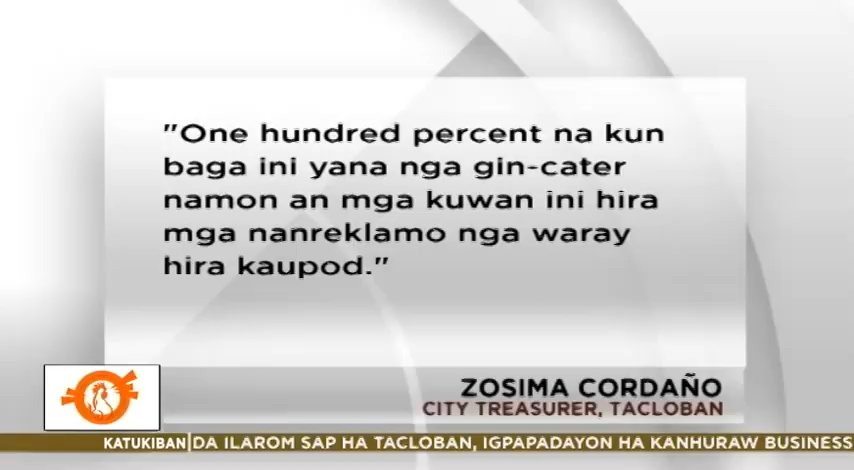 "One hundred percent na kun
baga ini yana nga gin-cater
namon an mga kuwan ini hira
mga nanreklamo nga waray
hira kaupod."
ZOSIMA CORDAÑO
CITY TREASURER, TACLOBAN
KATUKIBAN DA ILAROM SAP HA TACLOBAN, IGPAPADAYON HA KANHURAW BUSINESS